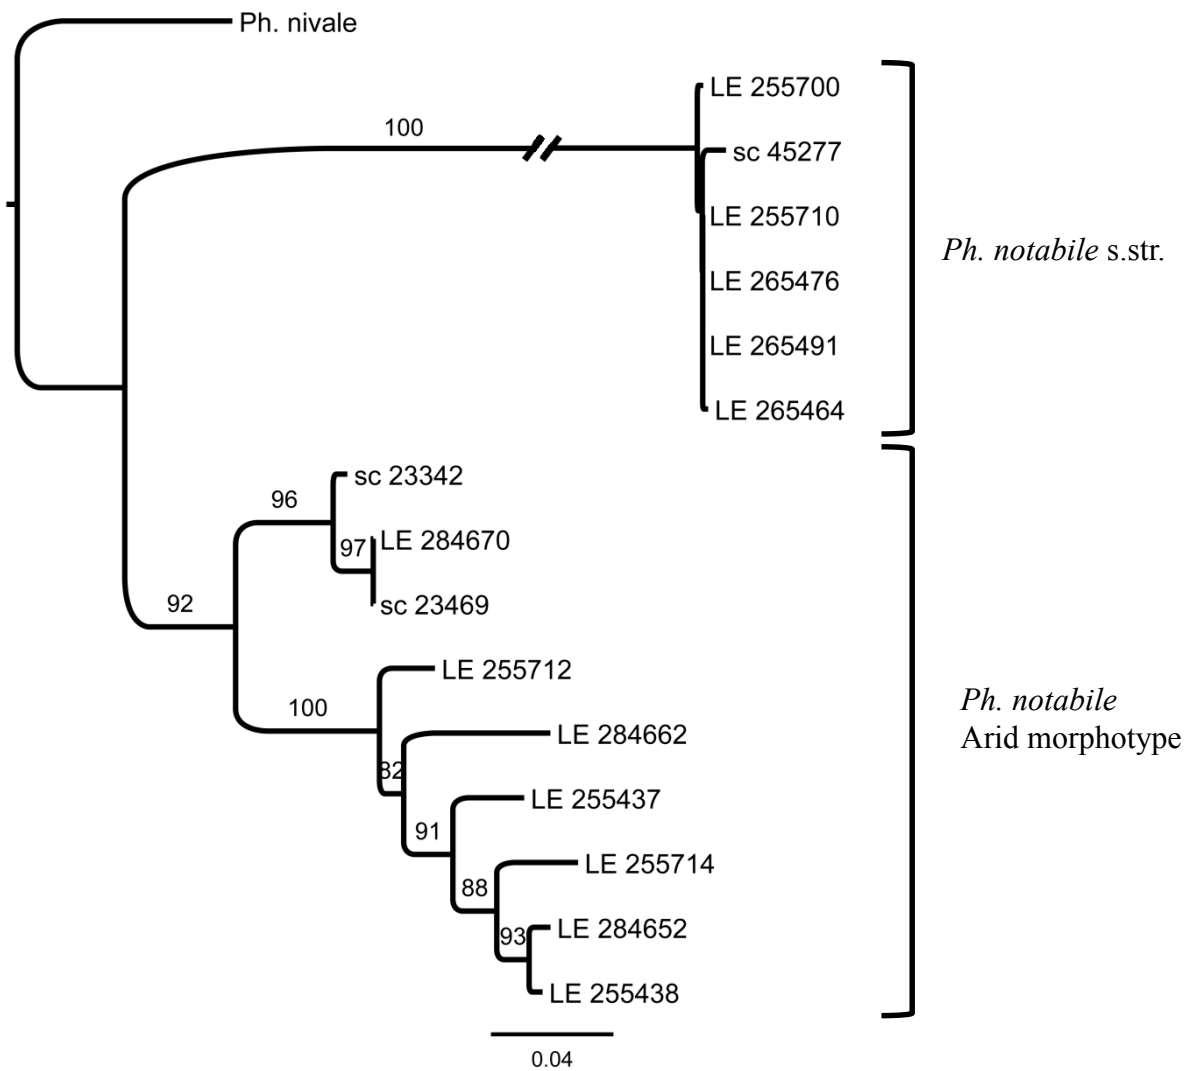 Ph. nivale
LE 255700
100
sc 45277
LE 255710
Ph. notabile s.str.
LE 265476
LE 265491
LE 265464
sc 23342
96
LE 284670
97
sc 23469
92
LE 255712
100
Ph. notabile
Arid morphotype
LE 284662
82
LE 255437
91
LE 255714
88
LE 284652
93
LE 255438
0.04